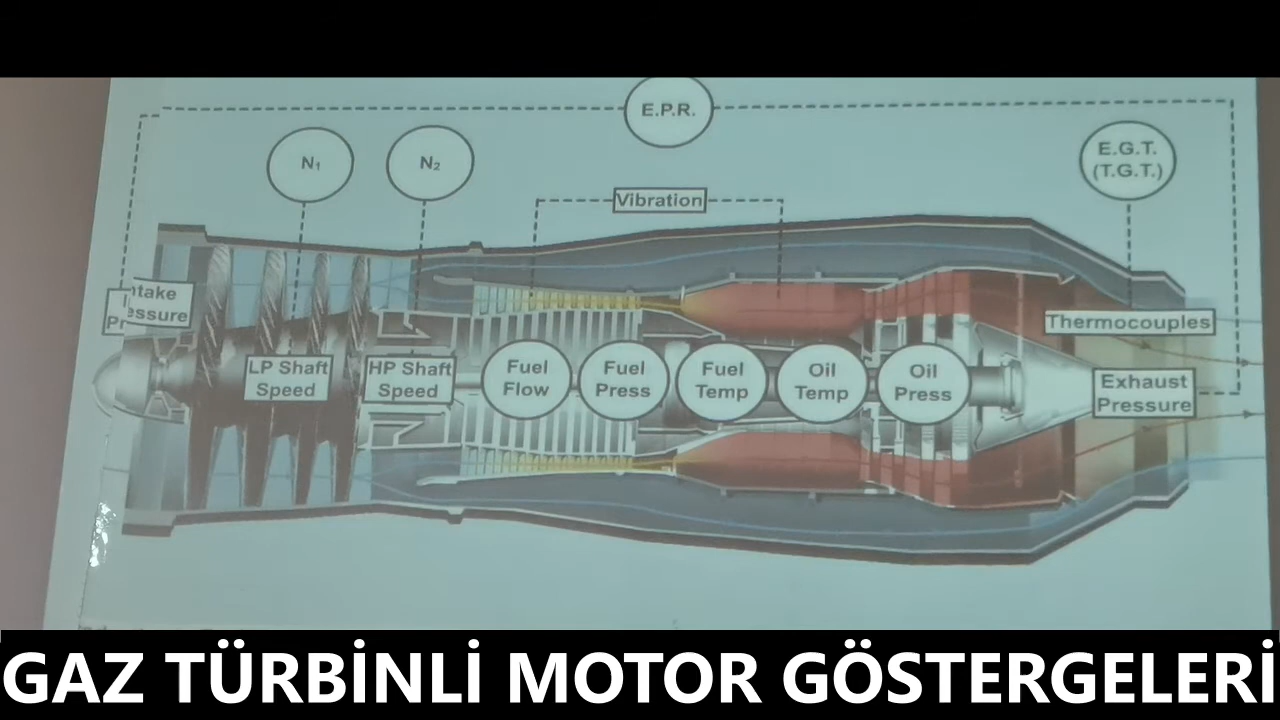 E.P.R.
N₁
N₂
E.G.T.
(T.G.T.)
Vibration
Intake
Pressure
LP Shaft
Speed
HP Shaft
Speed
Fuel
Flow
Fuel
Press
Fuel
Temp
Oil
Temp
Oil
Press
Thermocouples
Exhaust
Pressure
GAZ TÜRBİNLİ MOTOR GÖSTERGELERİ